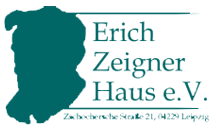 Erich
Zeigner
Haus e.V.
Zschochersche Straße 21, 04229 Leipzig